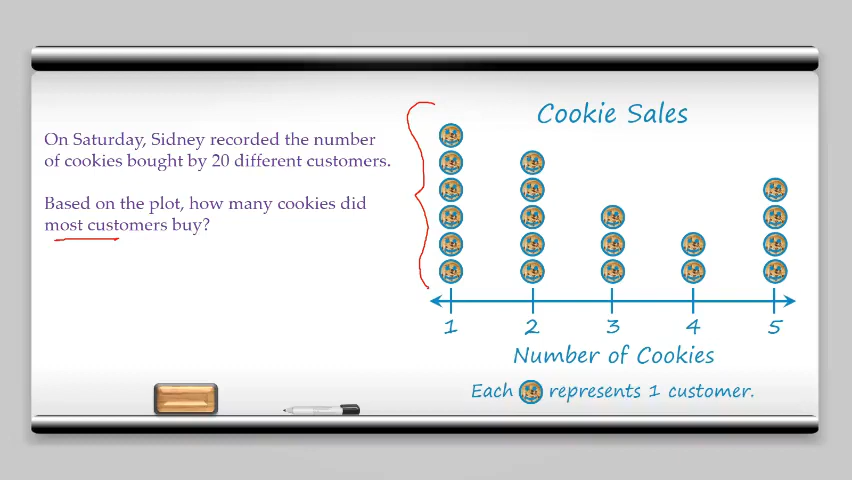 Cookie Sales
On Saturday, Sidney recorded the number
of cookies bought by 20 different customers.
Based on the plot, how many cookies did
most customers buy?
1 2 3 4 5
Number of Cookies
Each represents 1 customer.